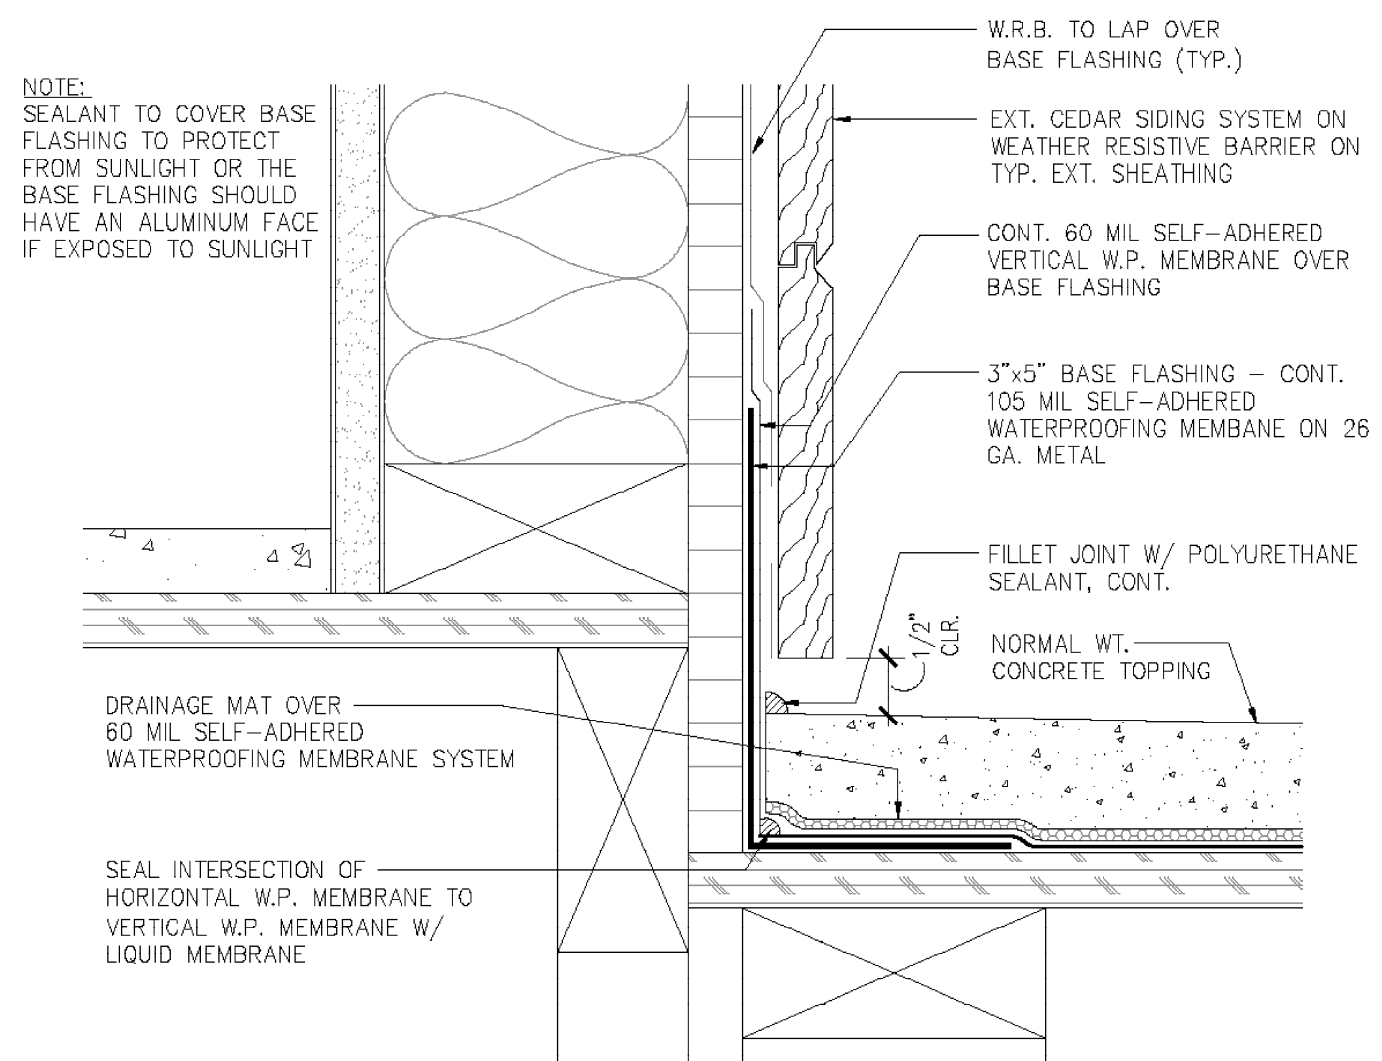 NOTE:
SEALANT TO COVER BASE
FLASHING TO PROTECT
FROM SUNLIGHT OR THE
BASE FLASHING SHOULD
HAVE AN ALUMINUM FACE
IF EXPOSED TO SUNLIGHT
W.R.B. TO LAP OVER
BASE FLASHING (TYP.)
EXT. CEDAR SIDING SYSTEM ON
WEATHER RESISTIVE BARRIER ON
TYP. EXT. SHEATHING
CONT. 60 MIL SELF-ADHERED
VERTICAL W.P. MEMBRANE OVER
BASE FLASHING
3"x5" BASE FLASHING - CONT.
105 MIL SELF-ADHERED
WATERPROOFING MEMBANE ON 26
GA. METAL
FILLET JOINT W/ POLYURETHANE
SEALANT, CONT.
1/2"
CLR.
NORMAL WT.
CONCRETE TOPPING
DRAINAGE MAT OVER
60 MIL SELF-ADHERED
WATERPROOFING MEMBRANE SYSTEM
SEAL INTERSECTION OF
HORIZONTAL W.P. MEMBRANE TO
VERTICAL W.P. MEMBRANE W/
LIQUID MEMBRANE